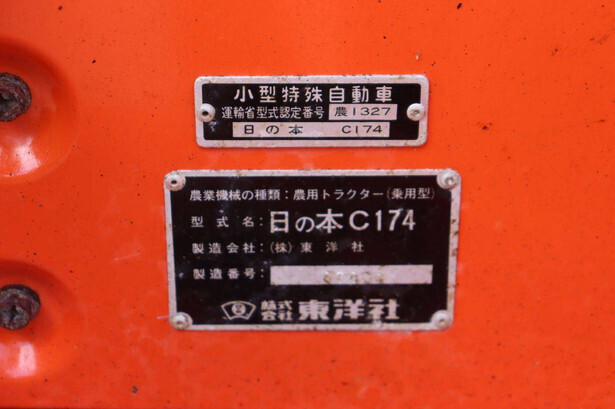 小型特殊自動車
運輸省型式認定番号 農1327
日の本 C174
農業機械の種類:農用トラクター(乗用型)
型式名:日の本C174
製造会社:(株)東洋社
製造番号:
株式会社 東洋社